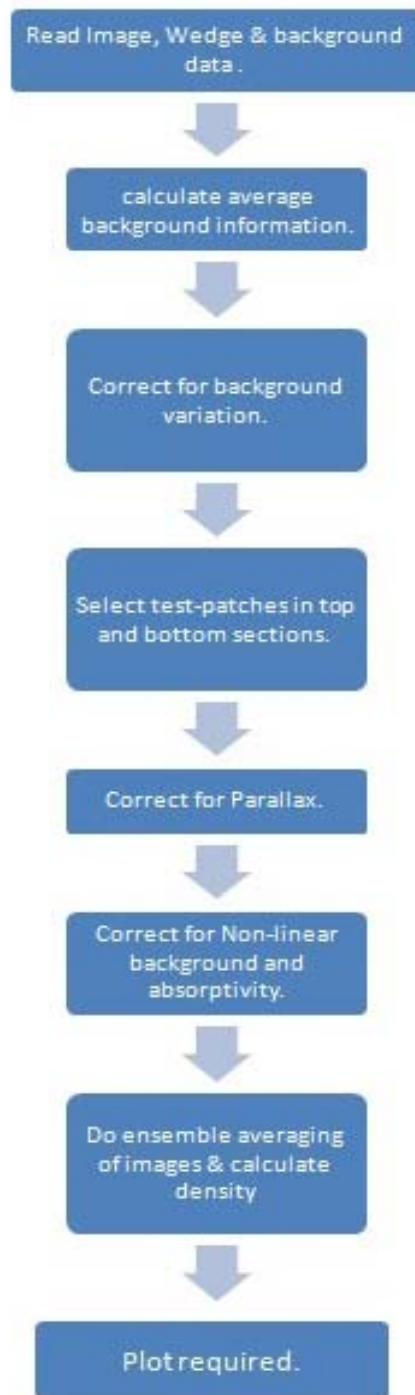 Read Image, Wedge & background
data .
calculate average
background information.
Correct for background
variation.
Select test-patches in top
and bottom sections.
Correct for Parallax.
Correct for Non-linear
background and
absorptivity.
Do ensemble averaging
of images & calculate
density
Plot required.